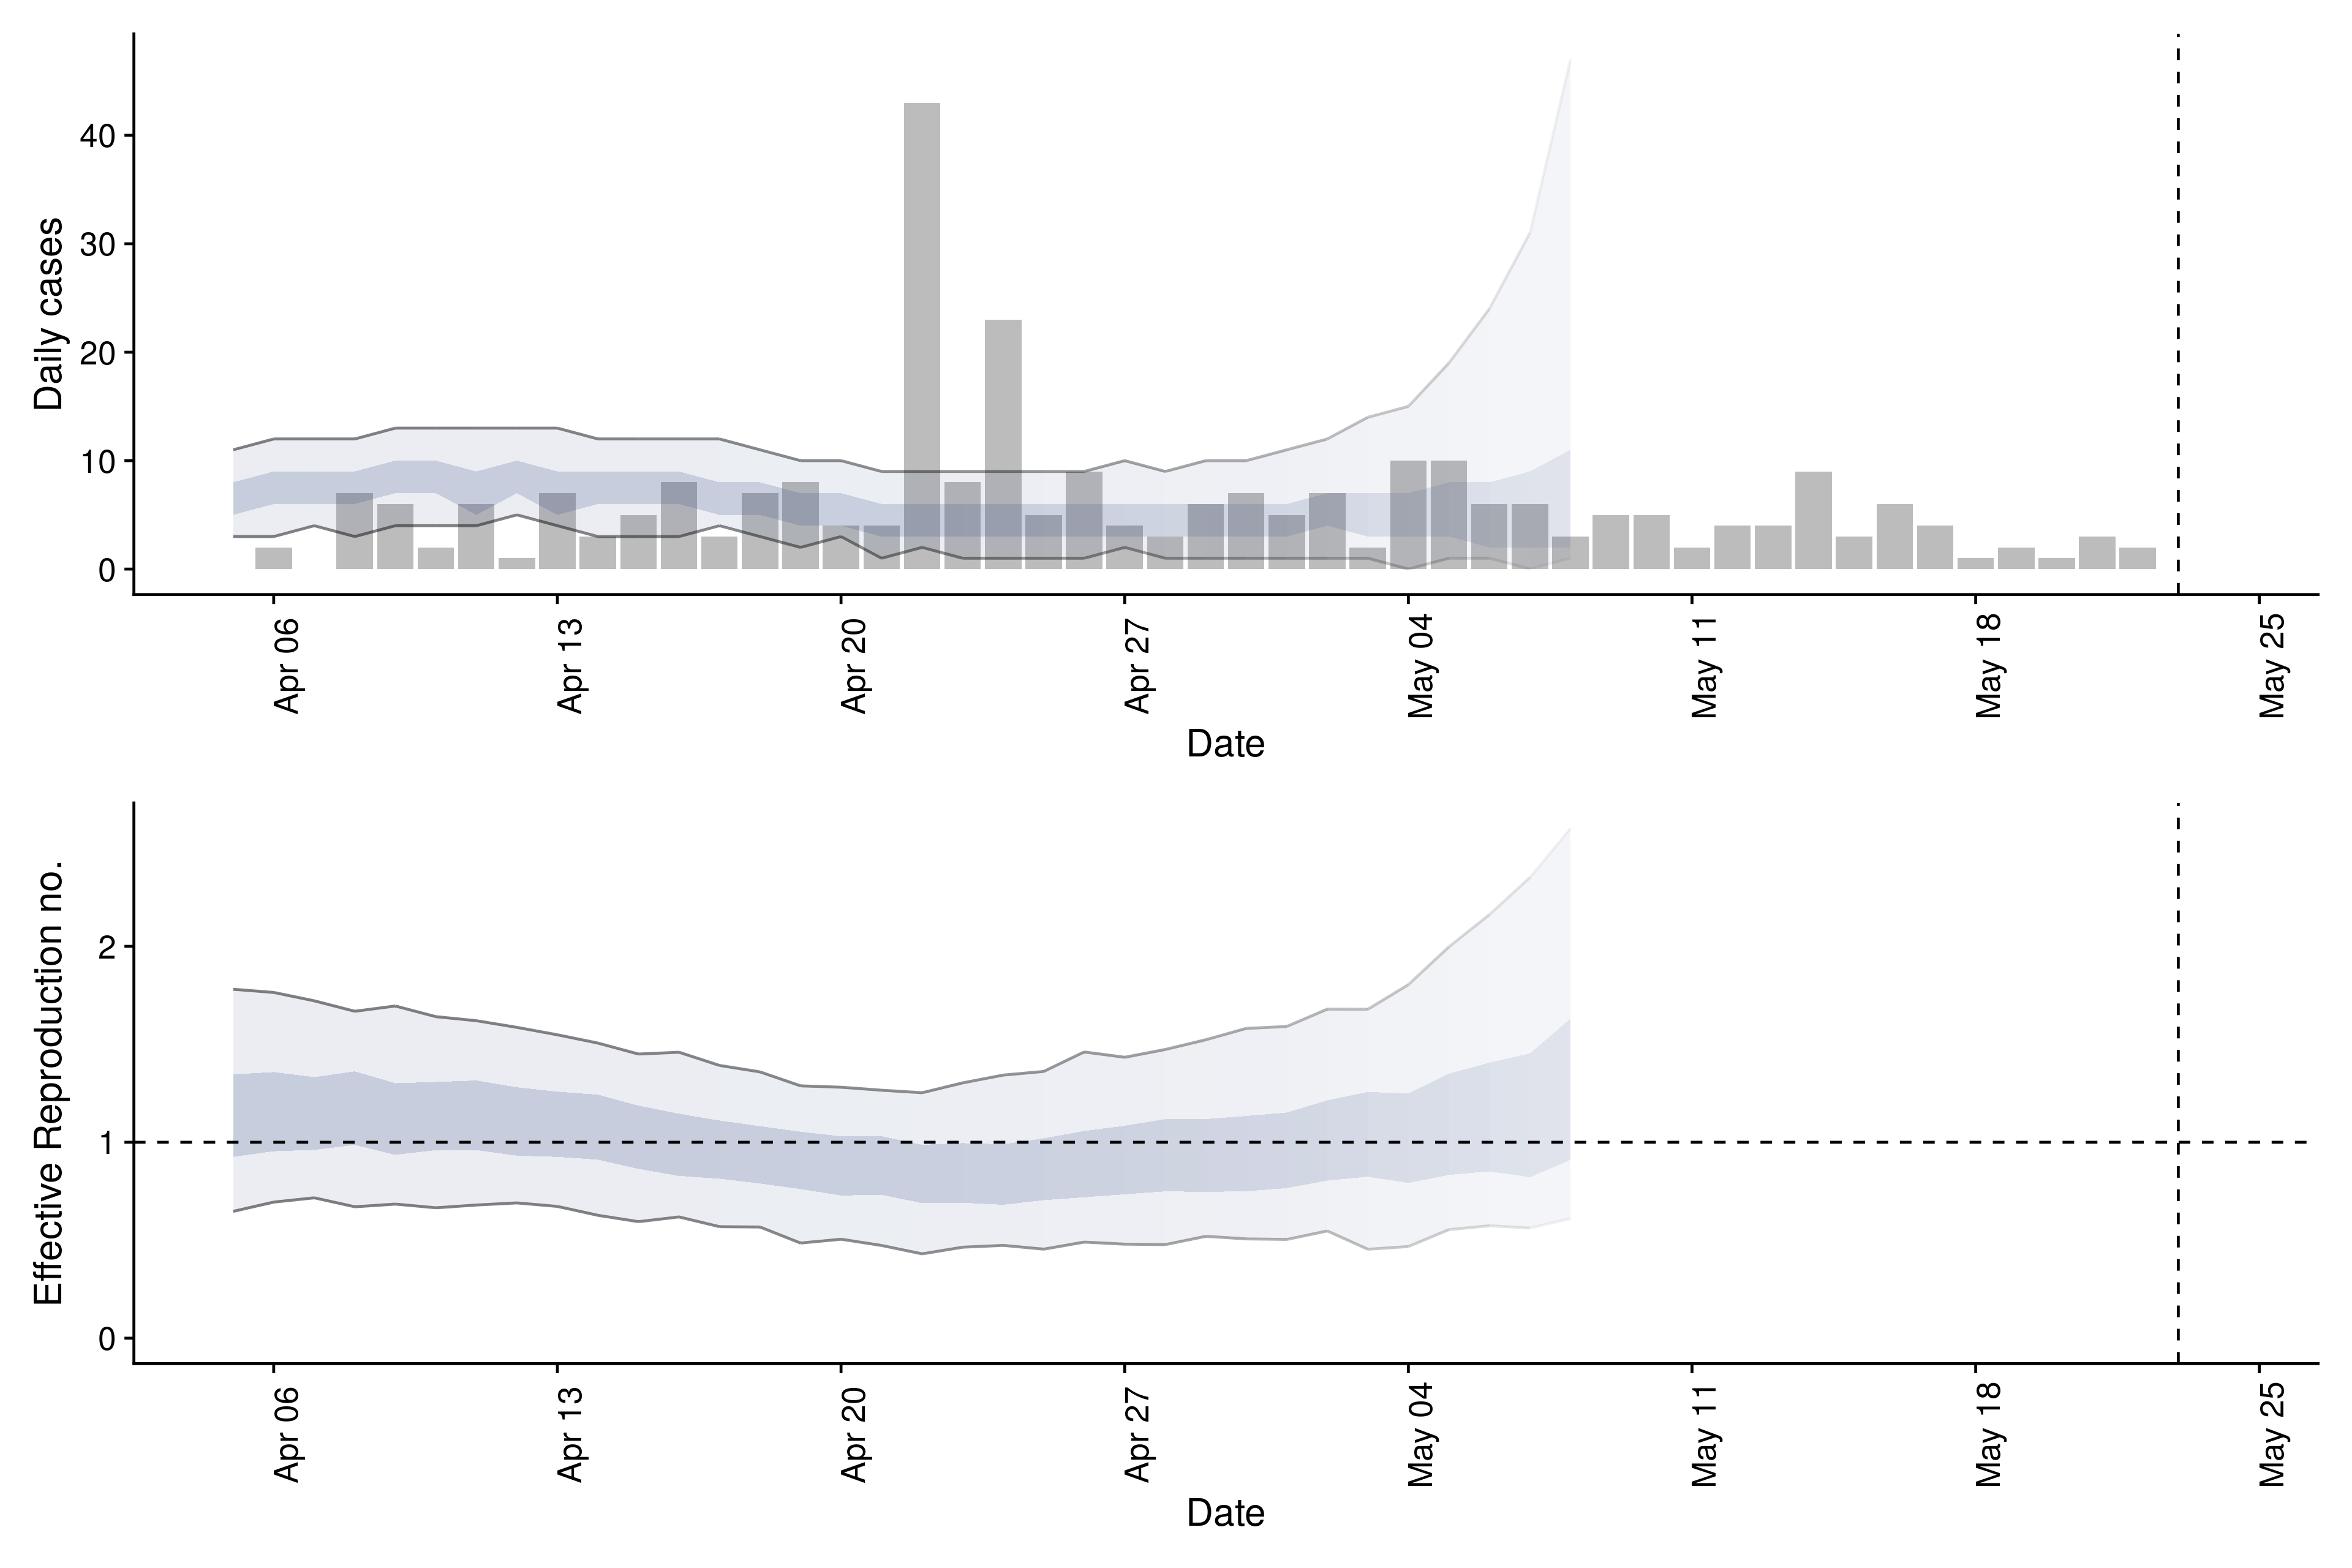 Daily cases
40
30
20
10
0
Apr 06
Apr 13
Apr 20
Apr 27
May 04
May 11
May 18
May 25
Date
Effective Reproduction no.
2
1
0
Apr 06
Apr 13
Apr 20
Apr 27
May 04
May 11
May 18
May 25
Date